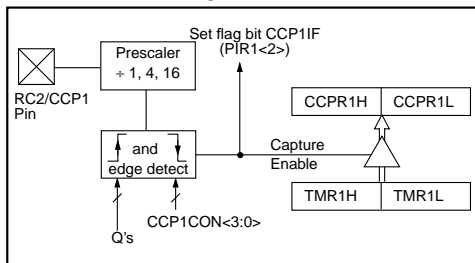 Set flag bit CCP1IF
(PIR1<2>)
Prescaler
÷ 1, 4, 16
RC2/CCP1
Pin
CCPR1H CCPR1L
and
edge detect
Capture
Enable
TMR1H TMR1L
CCP1CON<3:0>
Q's